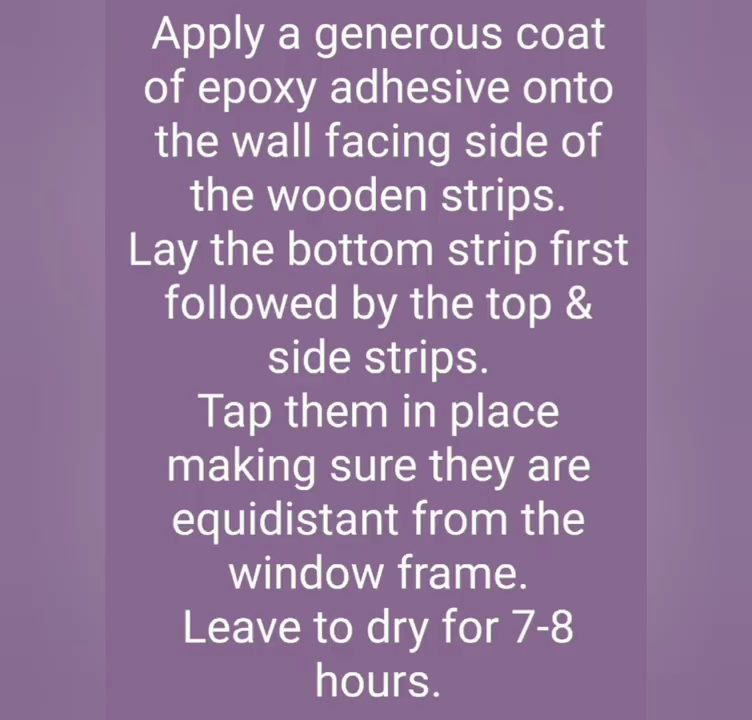 Apply a generous coat
of epoxy adhesive onto
the wall facing side of
the wooden strips.
Lay the bottom strip first
followed by the top &
side strips.
Tap them in place
making sure they are
equidistant from the
window frame.
Leave to dry for 7-8
hours.